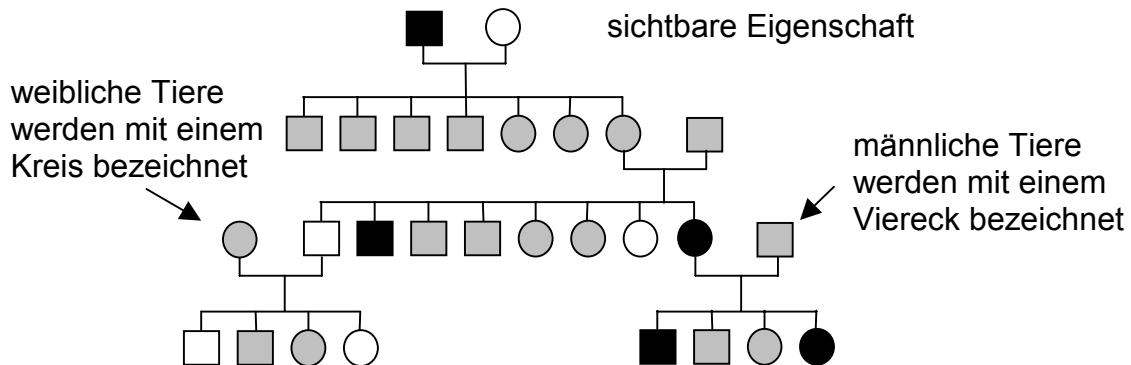 sichtbare Eigenschaft
weibliche Tiere
werden mit einem
Kreis bezeichnet
männliche Tiere
werden mit einem
Viereck bezeichnet